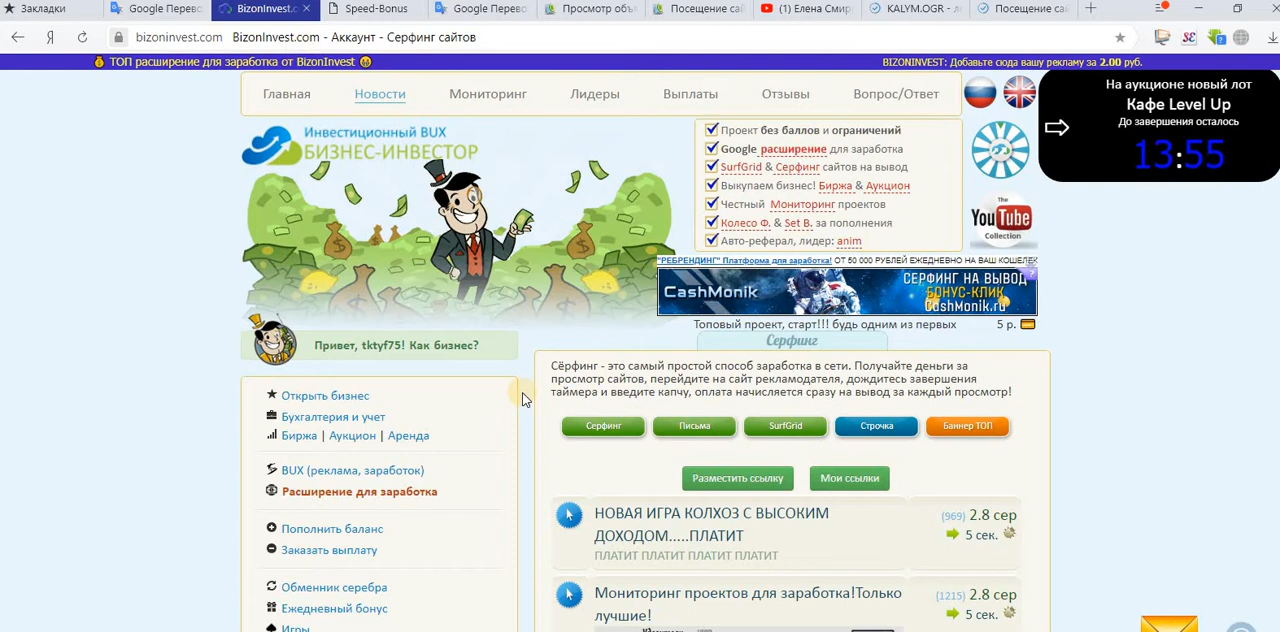 Закладки
Google Перево
BizonInvest.c
Speed-Bonus
Google Перево
Просмотр объ
Посещение сай
(1) Елена Смир
KALYM.OGR - л
Посещение са
bizoninvest.com BizonInvest.com - Аккаунт - Серфинг сайтов
ТОП расширение для заработка от BizonInvest
BIZONINVEST: Добавьте сюда вашу рекламу за 2.00 руб.
Главная Новости Мониторинг Лидеры Выплаты Отзывы Вопрос/Ответ
На аукционе новый лот
Кафе Level Up
До завершения осталось
13:55
Инвестиционный BUX
БИЗНЕС-ИНВЕСТОР
Проект без баллов и ограничений
Google расширение для заработка
SurfGrid & Серфинг сайтов на вывод
Выкупаем бизнес! Биржа & Аукцион
Честный Мониторинг проектов
Колесо Ф. & Set B. за пополнения
Авто-реферал, лидер: anim
The
YouTube
Collection
"РЕБРЕНДИНГ" Платформа для заработка! ОТ 50 000 РУБЛЕЙ ЕЖЕДНЕВНО НА ВАШ КОШЕЛЕК
CashMonik
СЕРФИНГ НА ВЫВОД
БОНУС-КЛИК
CashMonik.ru
Топовый проект, старт!!! будь одним из первых 5 р.
Серфинг
Привет, tktyf75! Как бизнес?
Открыть бизнес
Бухгалтерия и учет
Биржа | Аукцион | Аренда
BUX (реклама, заработок)
Расширение для заработка
Пополнить баланс
Заказать выплату
Обменник серебра
Ежедневный бонус
Игры
Сёрфинг - это самый простой способ заработка в сети. Получайте деньги за
просмотр сайтов, перейдите на сайт рекламодателя, дождитесь завершения
таймера и введите капчу, оплата начисляется сразу на вывод за каждый просмотр!
Серфинг Письма SurfGrid Строчка Баннер ТОП
Разместить ссылку Мои ссылки
НОВАЯ ИГРА КОЛХОЗ С ВЫСОКИМ
ДОХОДОМ.....ПЛАТИТ
ПЛАТИТ ПЛАТИТ ПЛАТИТ ПЛАТИТ
(969) 2.8 сер
5 сек.
Мониторинг проектов для заработка!Только
лучшие!
(1215) 2.8 сер
5 сек.